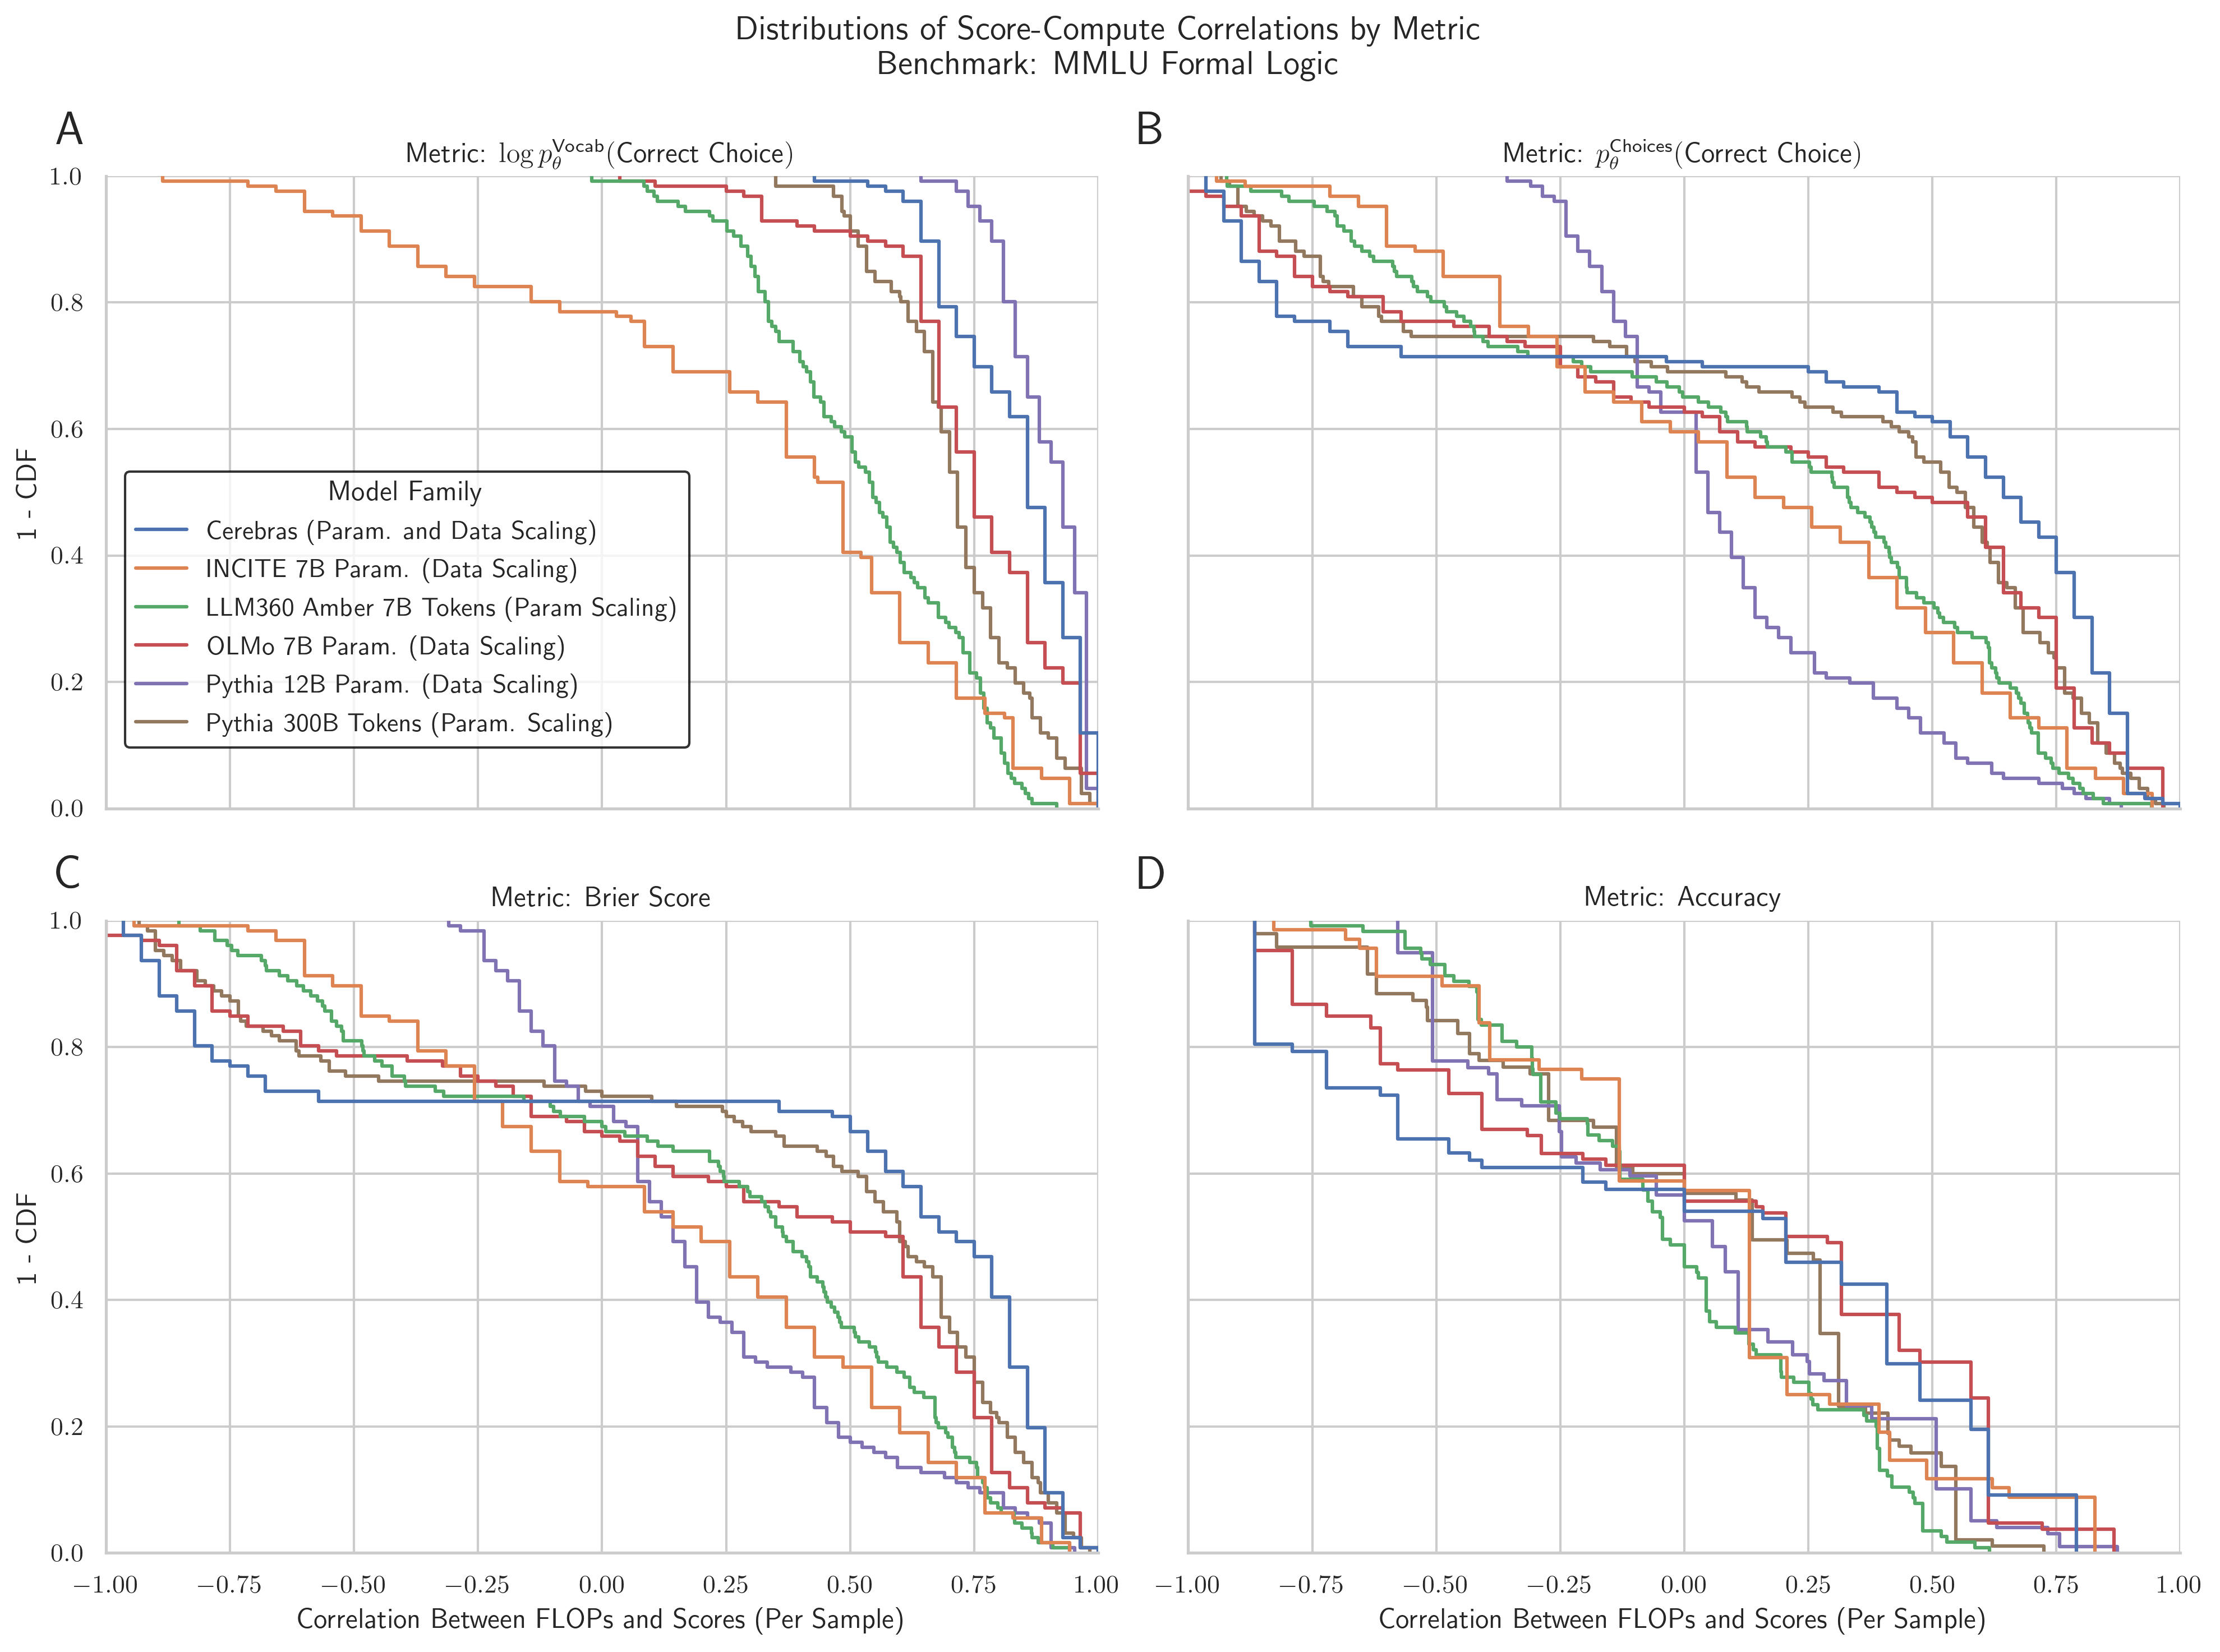 Distributions of Score-Compute Correlations by Metric
Benchmark: MMLU Formal Logic
A
Metric: log p_θ^Vocab(Correct Choice)
1.0
0.8
0.6
0.4
0.2
0.0
1 - CDF
Model Family
Cerebras (Param. and Data Scaling)
INCITE 7B Param. (Data Scaling)
LLM360 Amber 7B Tokens (Param Scaling)
OLMo 7B Param. (Data Scaling)
Pythia 12B Param. (Data Scaling)
Pythia 300B Tokens (Param. Scaling)
B
Metric: p_θ^Choices(Correct Choice)
C
Metric: Brier Score
1.0
0.8
0.6
0.4
0.2
0.0
1 - CDF
−1.00 −0.75 −0.50 −0.25 0.00 0.25 0.50 0.75 1.00
Correlation Between FLOPs and Scores (Per Sample)
D
Metric: Accuracy
−1.00 −0.75 −0.50 −0.25 0.00 0.25 0.50 0.75 1.00
Correlation Between FLOPs and Scores (Per Sample)